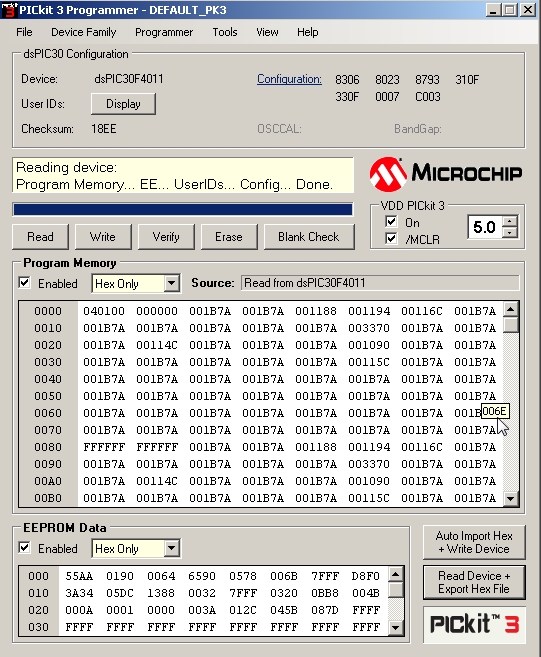 PICkit 3 Programmer - DEFAULT_PK3
File Device Family Programmer Tools View Help
dsPIC30 Configuration
Device: dsPIC30F4011 Configuration: 8306 8023 8793 310F
330F 0007 C003
User IDs: Display
Checksum: 18EE OSCCAL: BandGap:
Reading device:
Program Memory... EE... UserIDs... Config... Done.
MICROCHIP
VDD PICkit 3
On
/MCLR
5.0
Read Write Verify Erase Blank Check
Program Memory
Enabled Hex Only Source: Read from dsPIC30F4011
0000 040100 000000 001B7A 001B7A 001188 001194 00116C 001B7A
0010 001B7A 001B7A 001B7A 001B7A 001B7A 003370 001B7A 001B7A
0020 001B7A 00114C 001B7A 001B7A 001B7A 001090 001B7A 001B7A
0030 001B7A 001B7A 001B7A 001B7A 001B7A 00115C 001B7A 001B7A
0040 001B7A 001B7A 001B7A 001B7A 001B7A 001B7A 001B7A 001B7A
0050 001B7A 001B7A 001B7A 001B7A 001B7A 001B7A 001B7A 001B7A
0060 001B7A 001B7A 001B7A 001B7A 001B7A 001B7A 001B7A 001B
006E
0070 001B7A 001B7A 001B7A 001B7A 001B7A 001B7A 001B7A 001B7A
0080 FFFFFF FFFFFF 001B7A 001B7A 001188 001194 00116C 001B7A
0090 001B7A 001B7A 001B7A 001B7A 001B7A 003370 001B7A 001B7A
00A0 001B7A 00114C 001B7A 001B7A 001B7A 001090 001B7A 001B7A
00B0 001B7A 001B7A 001B7A 001B7A 001B7A 00115C 001B7A 001B7A
EEPROM Data
Enabled Hex Only
000 55AA 0190 0064 6590 0578 006B 7FFF D8F0
010 3A34 05DC 1388 0032 7FFF 0320 0BB8 004B
020 000A 0001 0000 003A 012C 045B 087D FFFF
030 FFFF FFFF FFFF FFFF FFFF FFFF FFFF FFFF
Auto Import Hex
+ Write Device
Read Device +
Export Hex File
PICkit™ 3